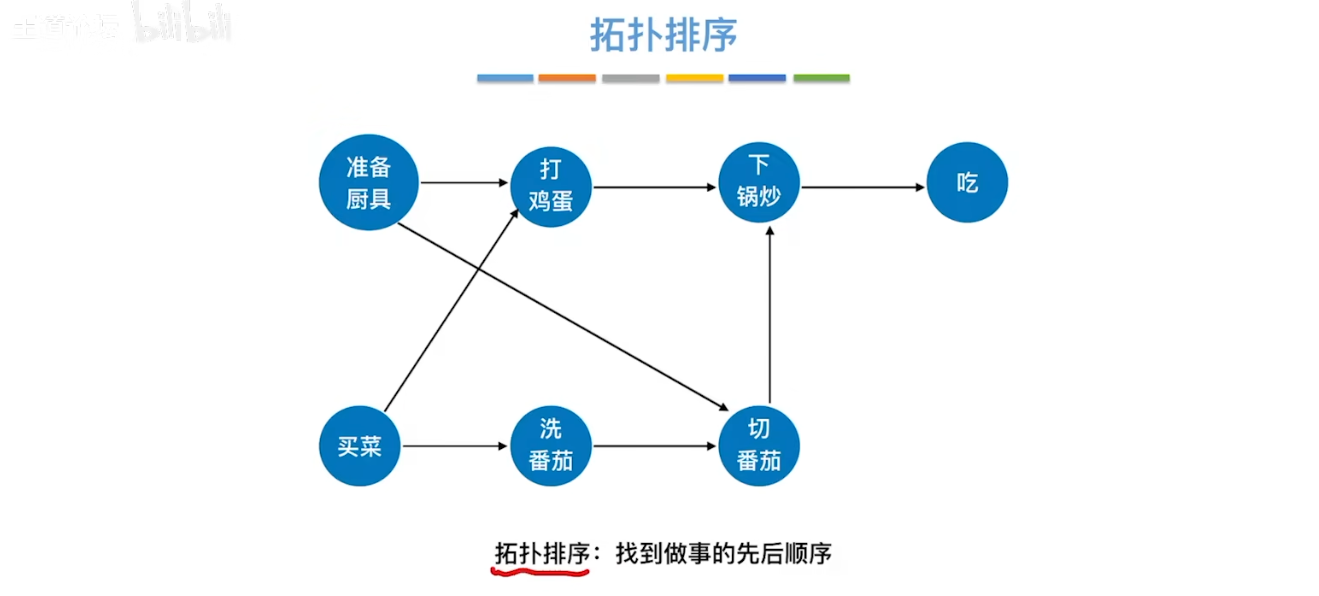 bilibili
拓扑排序
准备
厨具
打
鸡蛋
下
锅炒
吃
买菜
洗
番茄
切
番茄
拓扑排序：找到做事的先后顺序